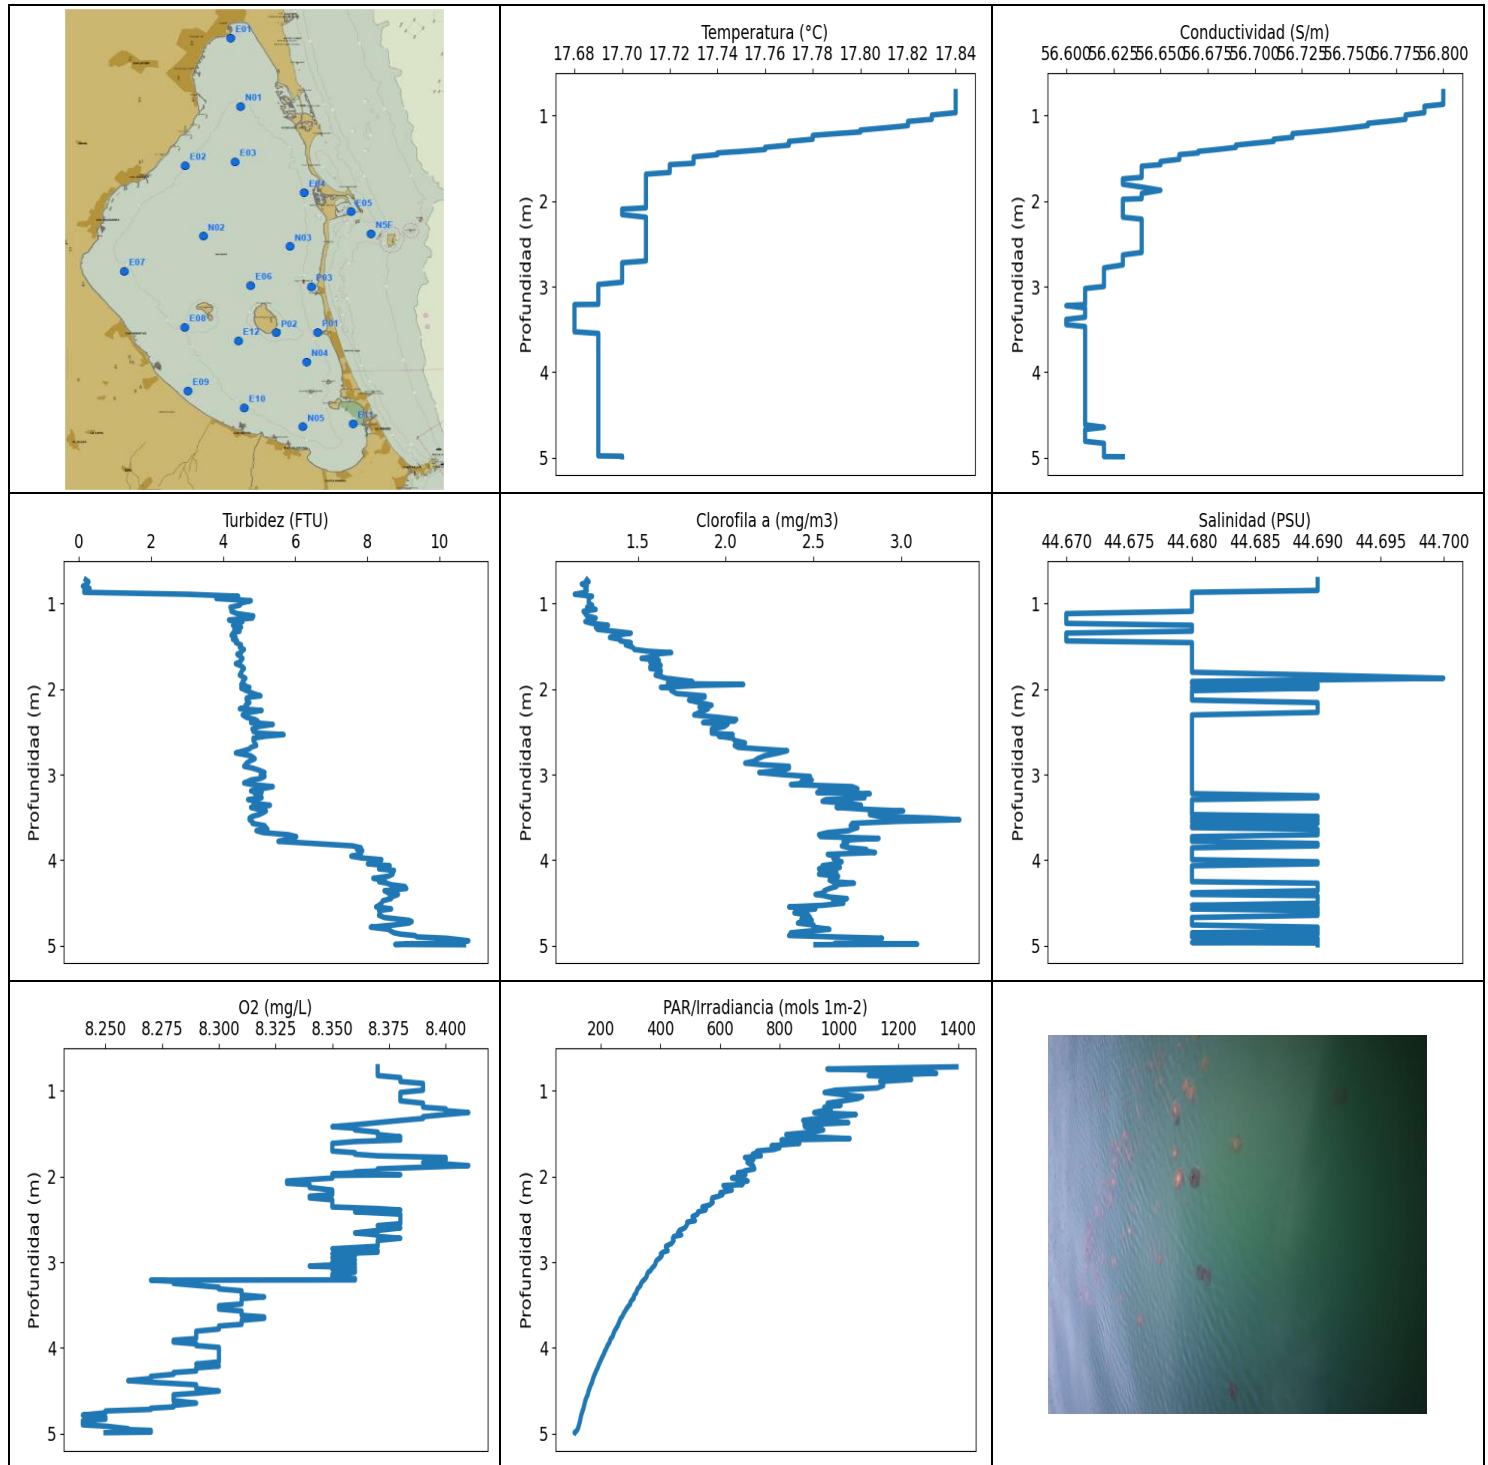 E01
N01
E02
E03
E04
E05
N5F
N02
N03
E07
E06
P03
E08
E12
P02
P01
N04
E09
E10
N05
E11
Temperatura (°C)
17.68 17.70 17.72 17.74 17.76 17.78 17.80 17.82 17.84
Profundidad (m)
1
2
3
4
5
Conductividad (S/m)
56.600 56.625 56.650 56.675 56.700 56.725 56.750 56.775 56.800
Profundidad (m)
1
2
3
4
5
Turbidez (FTU)
0 2 4 6 8 10
Profundidad (m)
1
2
3
4
5
Clorofila a (mg/m3)
1.5 2.0 2.5 3.0
Profundidad (m)
1
2
3
4
5
Salinidad (PSU)
44.670 44.675 44.680 44.685 44.690 44.695 44.700
Profundidad (m)
1
2
3
4
5
O2 (mg/L)
8.250 8.275 8.300 8.325 8.350 8.375 8.400
Profundidad (m)
1
2
3
4
5
PAR/Irradiancia (mols 1m-2)
200 400 600 800 1000 1200 1400
Profundidad (m)
1
2
3
4
5